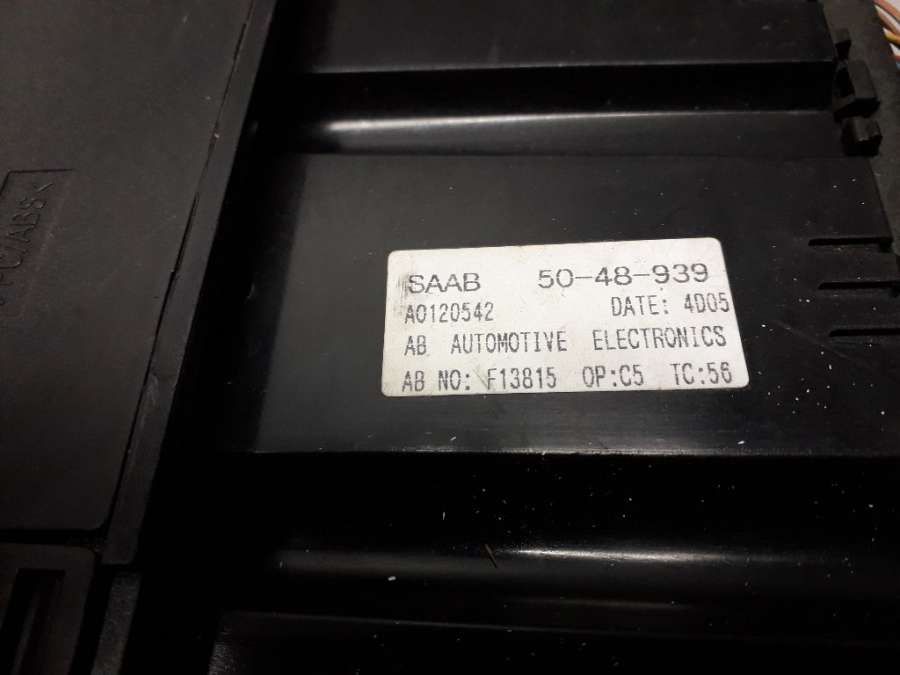 SAAB 50-48-939
A0120542 DATE: 4D05
AB AUTOMOTIVE ELECTRONICS
AB NO: F13815 OP:C5 TC:56